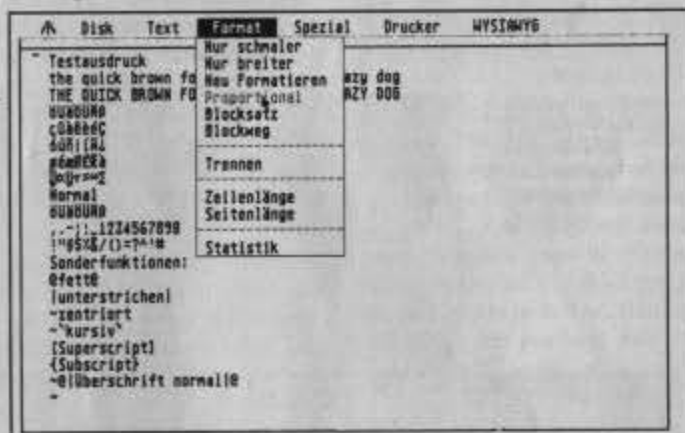 Disk Text Format Spezial Drucker WYSIAWYG
Nur schmaler
Nur breiter
Neu Formatieren
Proportional
Blocksatz
Blockweg
Trennen
Zeilenlänge
Seitenlänge
Statistik
Testausdruck
the quick brown fo azy dog
THE QUICK BROWN FO AZY DOG
Normal
,.-;:_1234567890
Sonderfunktionen:
@fett@
|unterstrichen|
~zentriert
~^kursiv^
[Superscript]
{Subscript}
~@|Überschrift normal|@